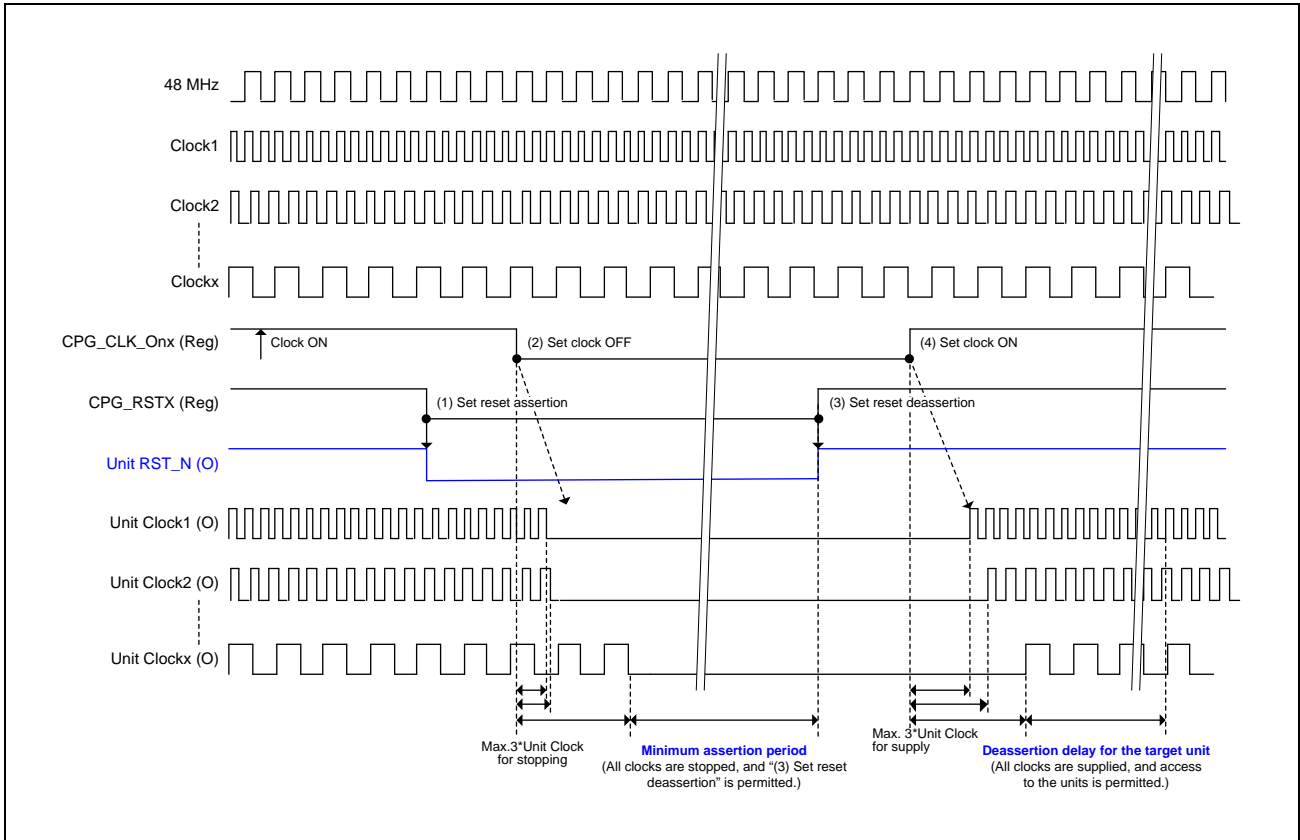 48 MHz
Clock1
Clock2
Clockx
CPG_CLK_Onx (Reg)
Clock ON
(2) Set clock OFF
(4) Set clock ON
CPG_RSTX (Reg)
(1) Set reset assertion
(3) Set reset deassertion
Unit RST_N (O)
Unit Clock1 (O)
Unit Clock2 (O)
Unit Clockx (O)
Max.3*Unit Clock
for stopping
Minimum assertion period
(All clocks are stopped, and “(3) Set reset
deassertion” is permitted.)
Max. 3*Unit Clock
for supply
Deassertion delay for the target unit
(All clocks are supplied, and access
to the units is permitted.)